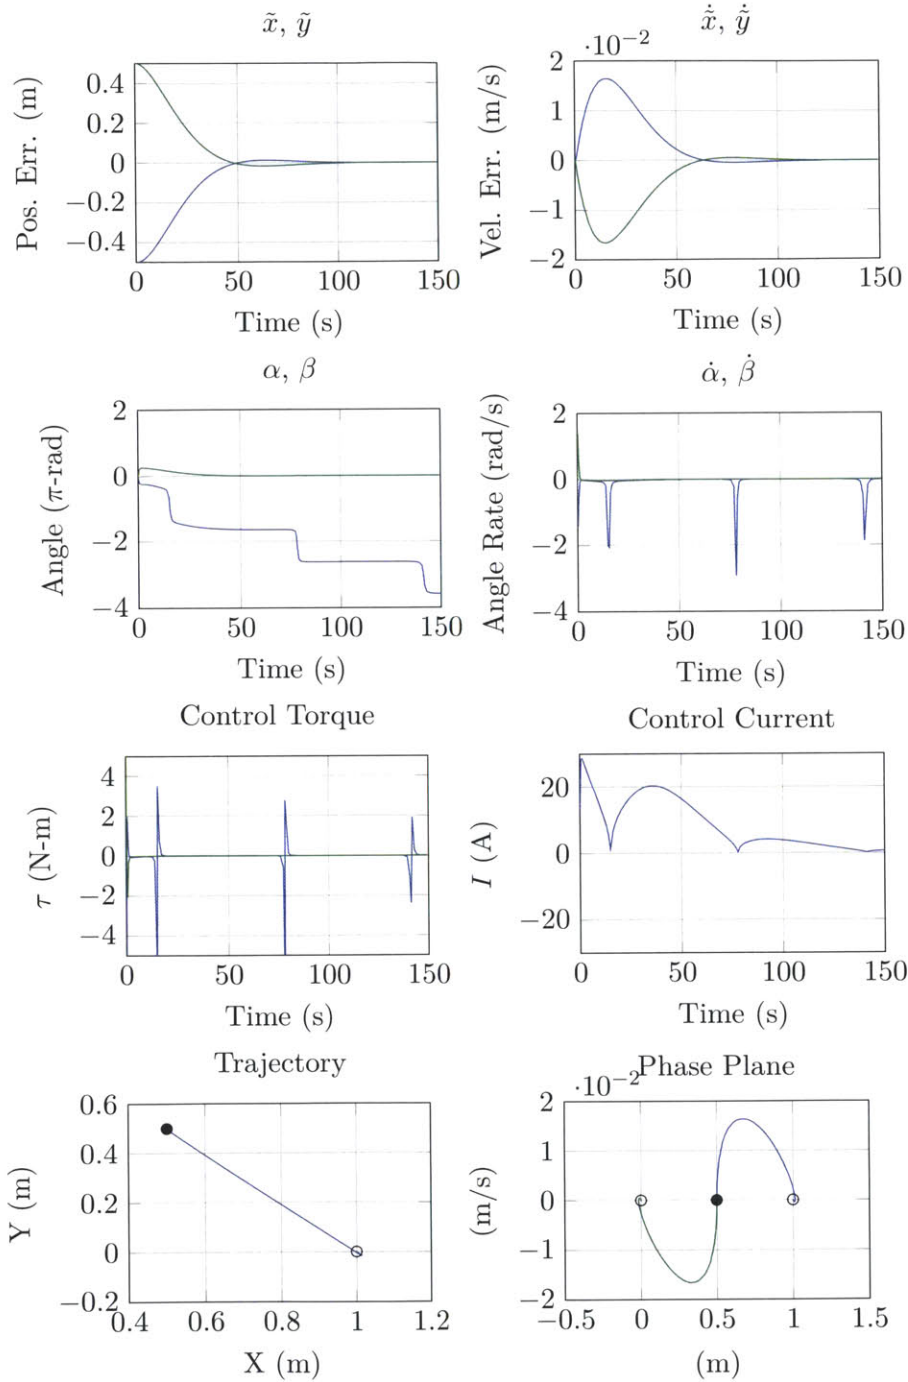 x̃, ỹ
Pos. Err. (m)
0.4
0.2
0
−0.2
−0.4
0 50 100 150
Time (s)
x̃̇, ỹ̇
·10⁻²
Vel. Err. (m/s)
2
1
0
−1
−2
0 50 100 150
Time (s)
α, β
Angle (π-rad)
2
0
−2
−4
0 50 100 150
Time (s)
α̇, β̇
Angle Rate (rad/s)
2
0
−2
−4
0 50 100 150
Time (s)
Control Torque
τ (N-m)
4
2
0
−2
−4
0 50 100 150
Time (s)
Control Current
I (A)
20
0
−20
0 50 100 150
Time (s)
Trajectory
Y (m)
0.6
0.4
0.2
0
−0.2
0.4 0.6 0.8 1 1.2
X (m)
Phase Plane
·10⁻²
(m/s)
2
1
0
−1
−2
−0.5 0 0.5 1 1.5
(m)